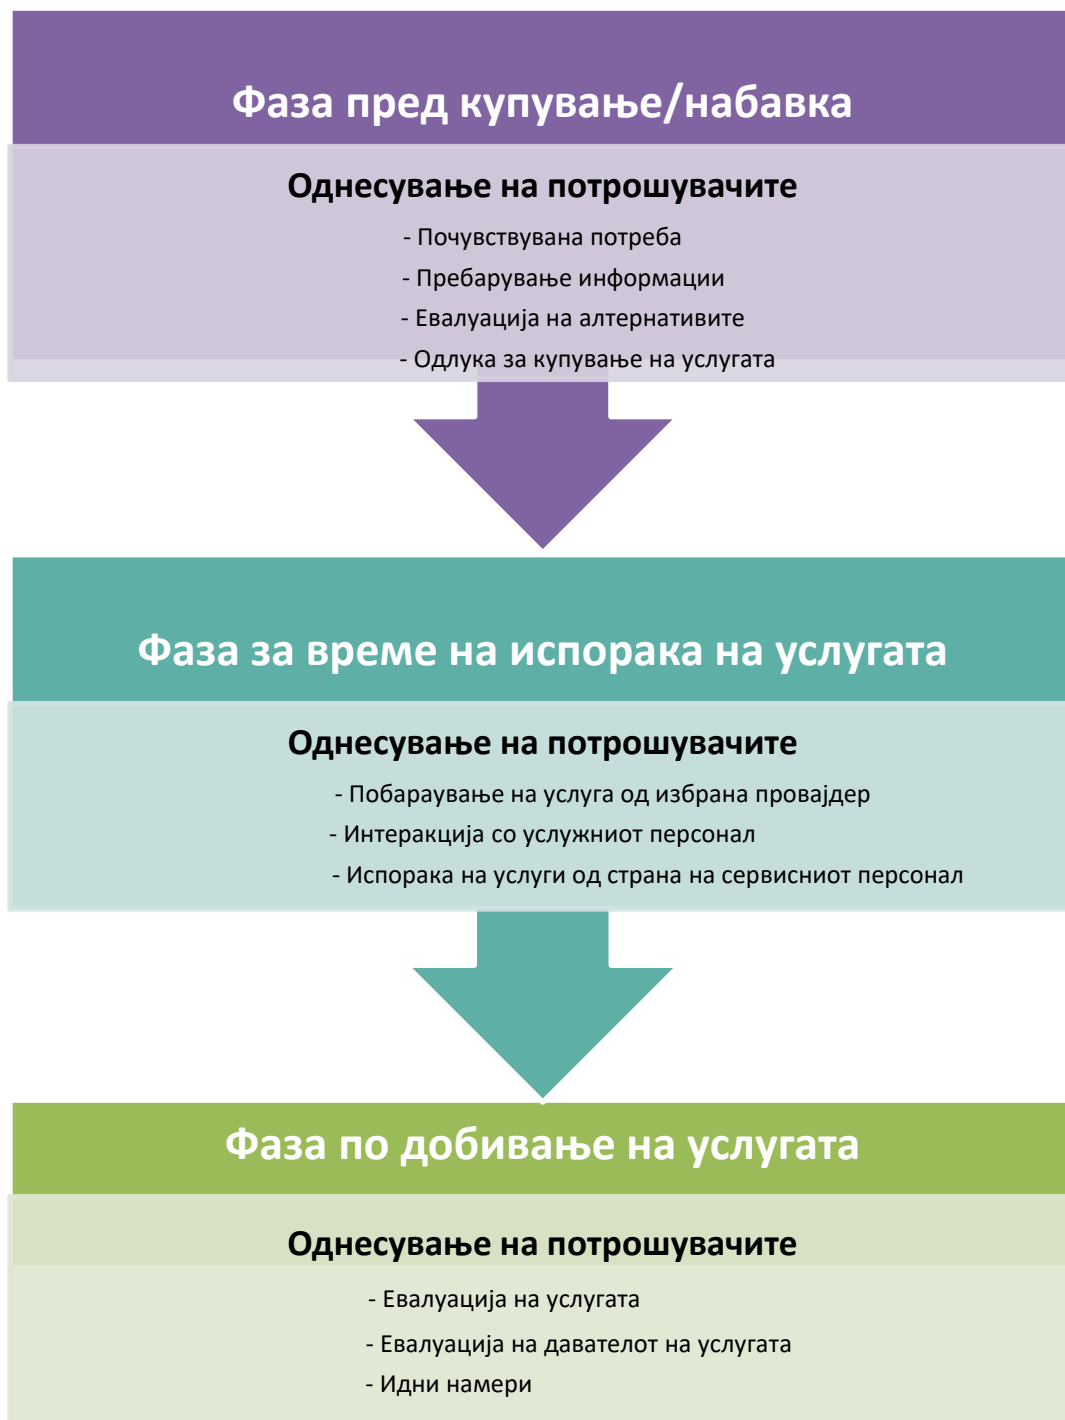 Фаза пред купување/набавка
Однесување на потрошувачите
- Почувствувана потреба
- Пребарување информации
- Евалуација на алтернативите
- Одлука за купување на услугата
Фаза за време на испорака на услугата
Однесување на потрошувачите
- Побараување на услуга од избрана провајдер
- Интеракција со услужниот персонал
- Испорака на услуги од страна на сервисниот персонал
Фаза по добивање на услугата
Однесување на потрошувачите
- Евалуација на услугата
- Евалуација на давателот на услугата
- Идни намери